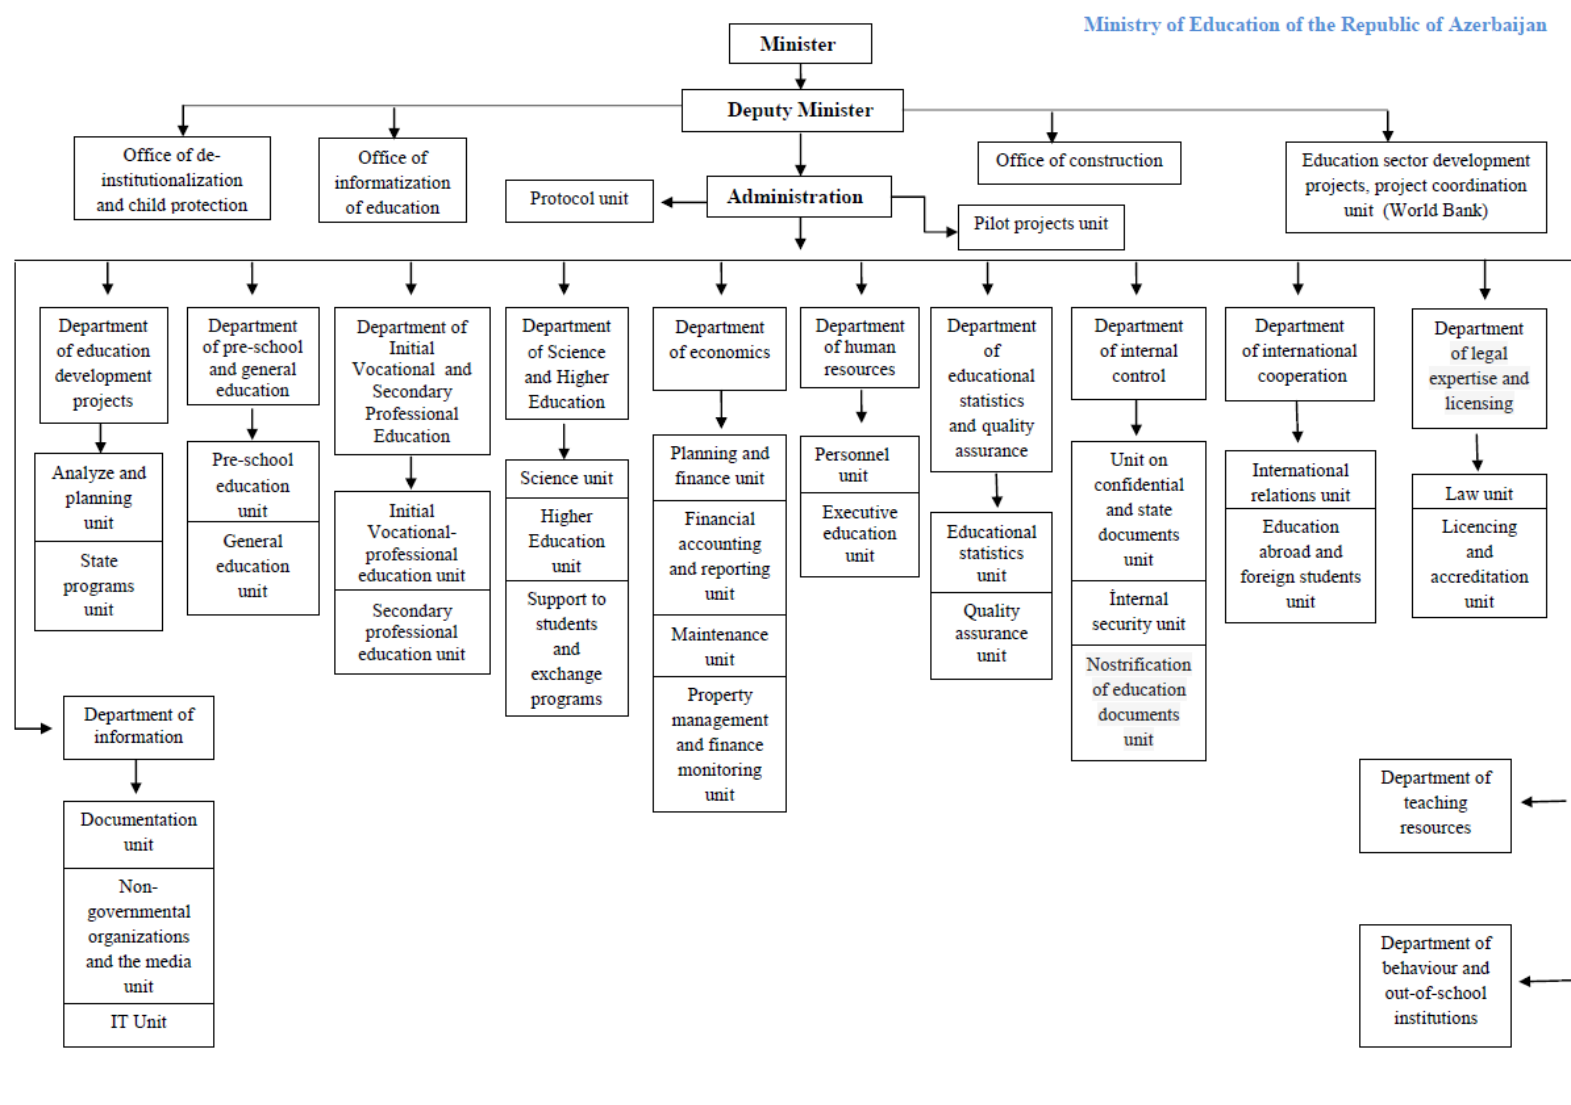 Ministry of Education of the Republic of Azerbaijan
Minister
Deputy Minister
Office of de-
institutionalization
and child protection
Office of
informatization
of education
Office of construction
Education sector development
projects, project coordination
unit (World Bank)
Protocol unit
Administration
Pilot projects unit
Department
of education
development
projects
Analyze and
planning
unit
State
programs
unit
Department
of pre-school
and general
education
Pre-school
education
unit
General
education
unit
Department of
Initial
Vocational and
Secondary
Professional
Education
Initial
Vocational-
professional
education unit
Secondary
professional
education unit
Department
of Science
and Higher
Education
Science unit
Higher
Education
unit
Support to
students
and
exchange
programs
Department
of economics
Planning and
finance unit
Financial
accounting
and reporting
unit
Maintenance
unit
Property
management
and finance
monitoring
unit
Department
of human
resources
Personnel
unit
Executive
education
unit
Department
of
educational
statistics
and quality
assurance
Educational
statistics
unit
Quality
assurance
unit
Department
of internal
control
Unit on
confidential
and state
documents
unit
İnternal
security unit
Nostrification
of education
documents
unit
Department
of international
cooperation
International
relations unit
Education
abroad and
foreign students
unit
Department
of legal
expertise and
licensing
Law unit
Licencing
and
accreditation
unit
Department of
information
Documentation
unit
Non-
governmental
organizations
and the media
unit
IT Unit
Department of
teaching
resources
Department of
behaviour and
out-of-school
institutions